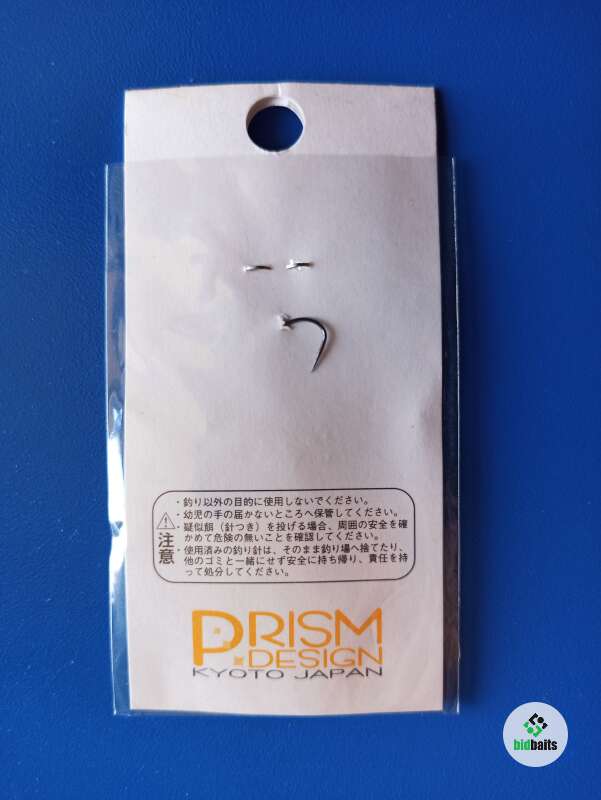 ・釣り以外の目的に使用しないでください。
・幼児の手の届かないところへ保管してください。
・疑似餌（針つき）を投げる場合、周囲の安全を確
かめて危険の無いことを確認してください。
・使用済みの釣り針は、そのまま釣り場へ捨てたり、
他のゴミと一緒にせず安全に持ち帰り、責任を持
って処分してください。
注意
PRISM
DESIGN
KYOTO JAPAN
bidbaits